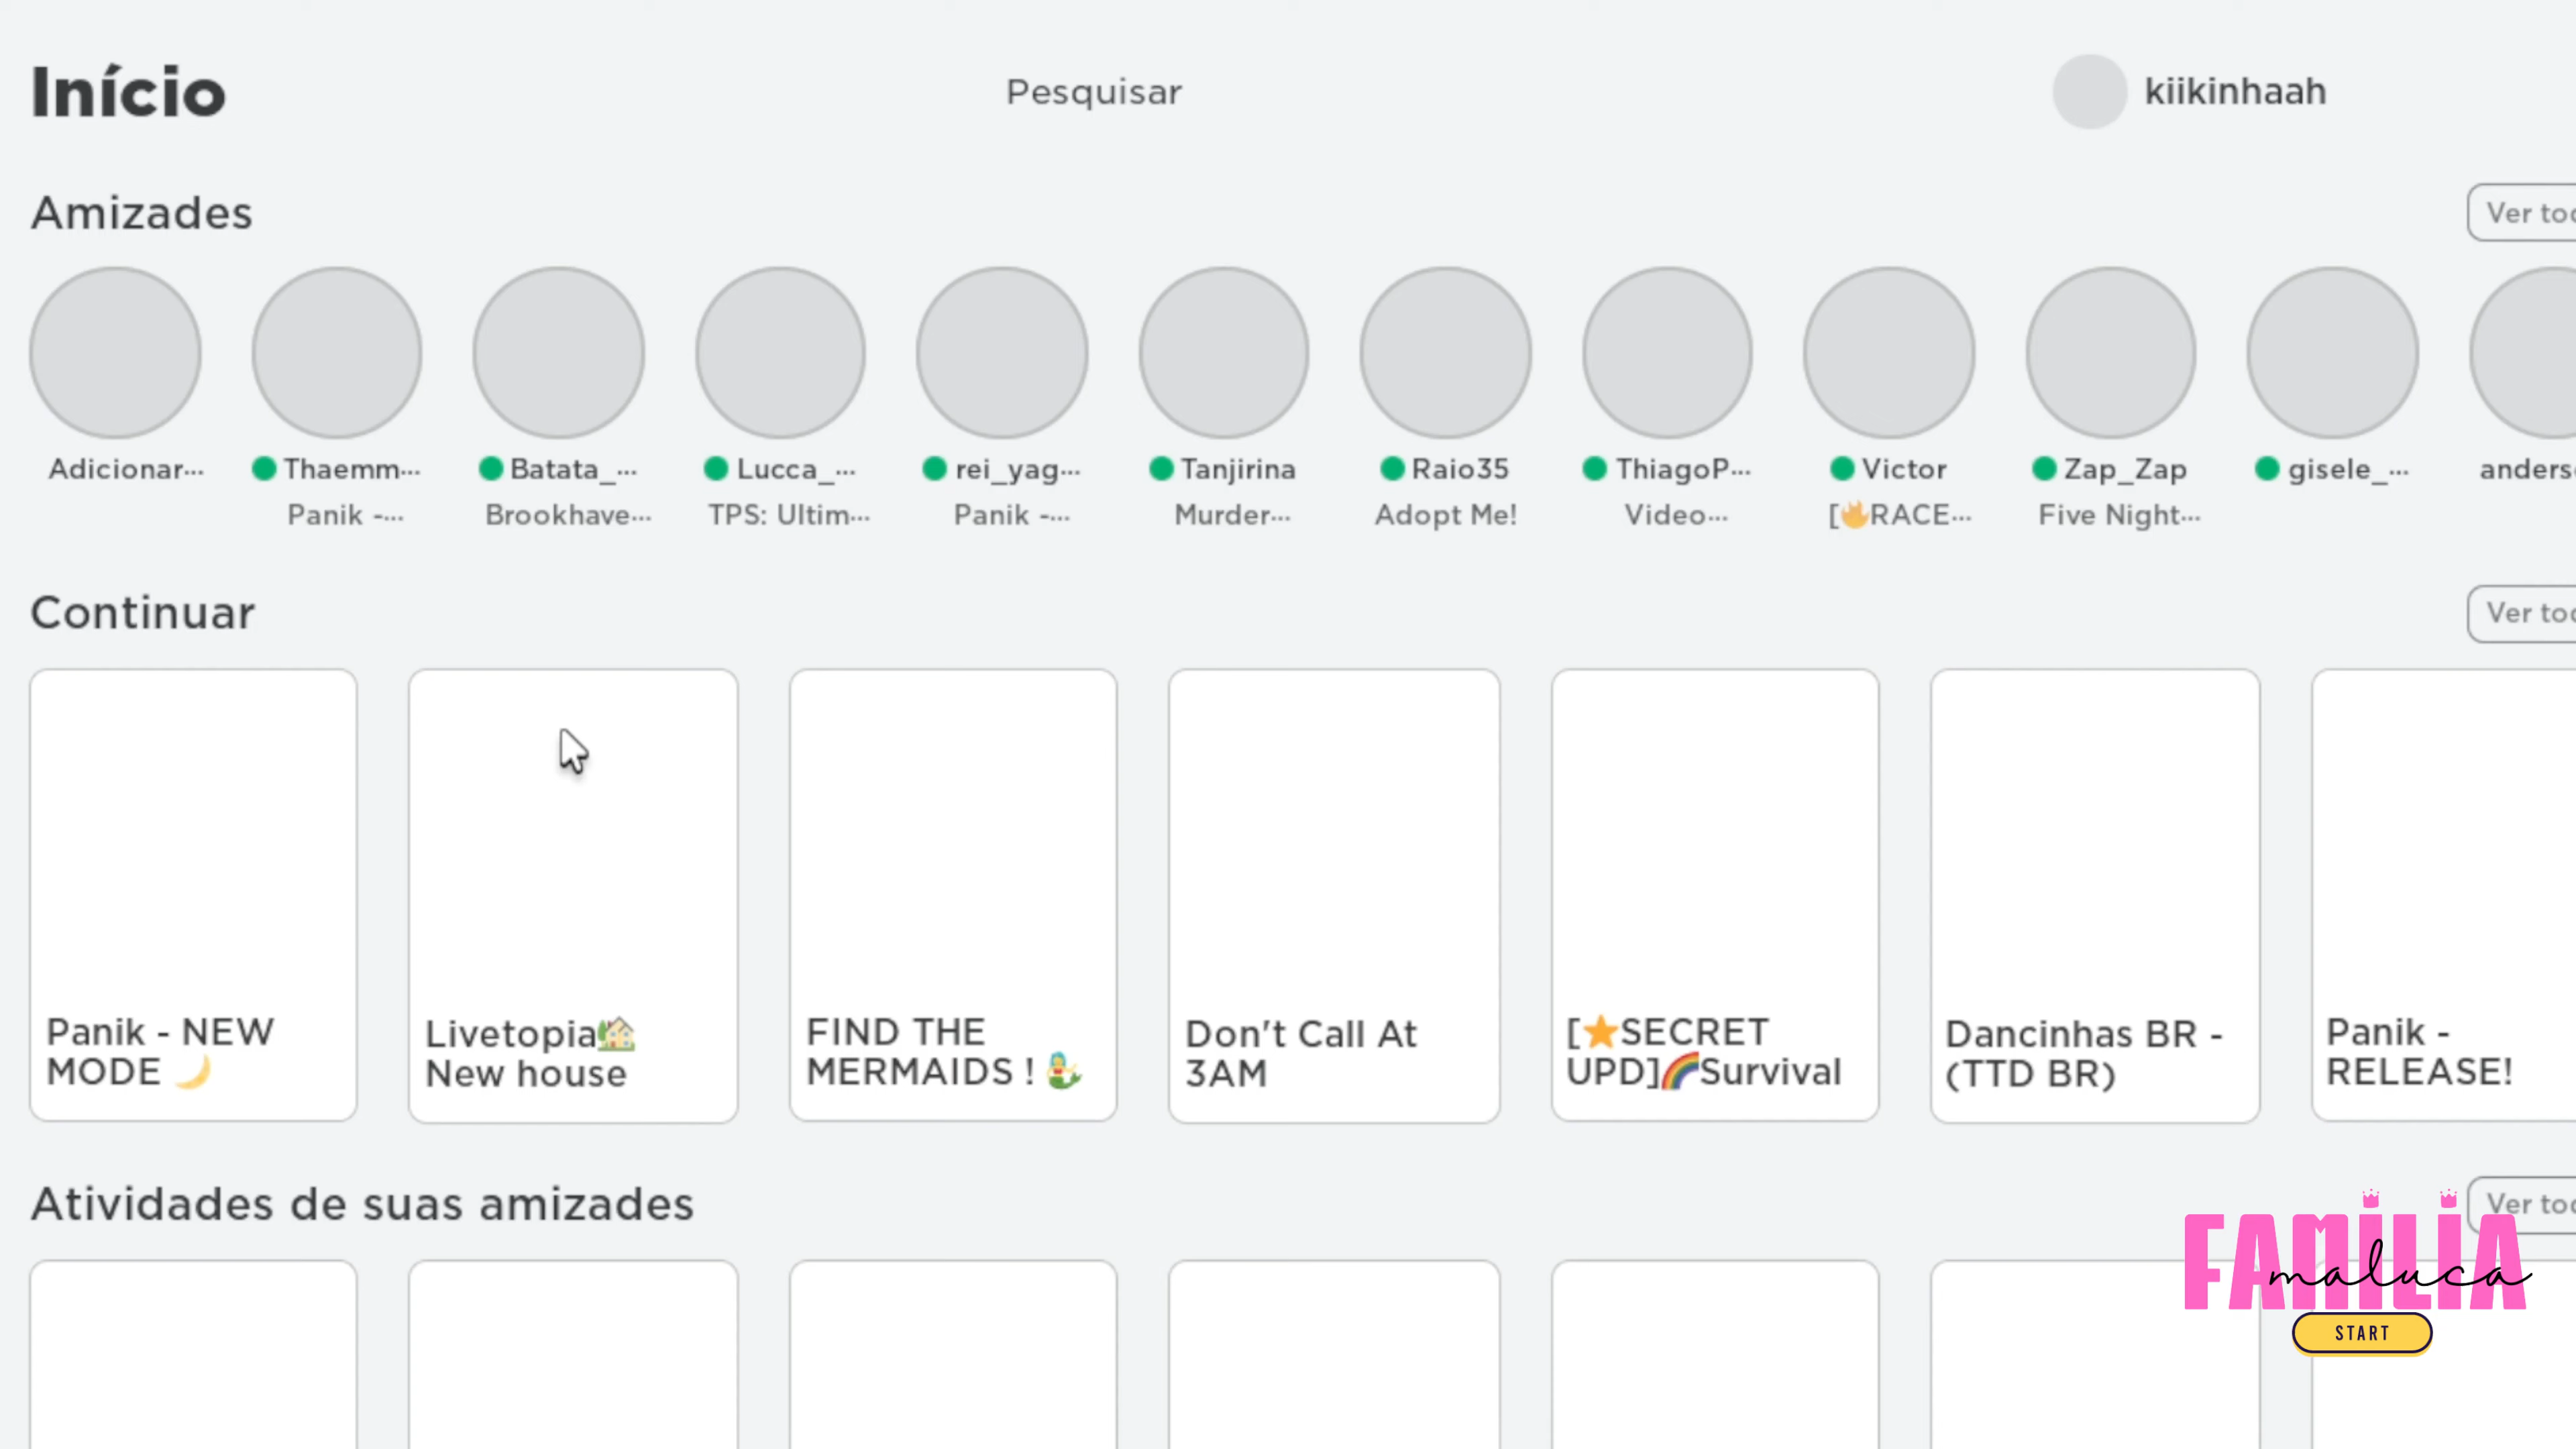 Início
Pesquisar
kiikinhaah
Amizades
Ver to
Adicionar...
Thaemm...
Batata_...
Lucca_...
rei_yag...
Tanjirina
Raio35
ThiagoP...
Victor
Zap_Zap
gisele_...
anders
Panik -...
Brookhave...
TPS: Ultim...
Panik -...
Murder...
Adopt Me!
Video...
[🔥RACE...
Five Night...
Continuar
Ver to
Panik - NEW
MODE 🌙
Livetopia🏡
New house
FIND THE
MERMAIDS ! 🧜‍♀️
Don't Call At
3AM
[⭐SECRET
UPD]🌈Survival
Dancinhas BR -
(TTD BR)
Panik -
RELEASE!
Atividades de suas amizades
Ver to
FAMILIA
maluca
START